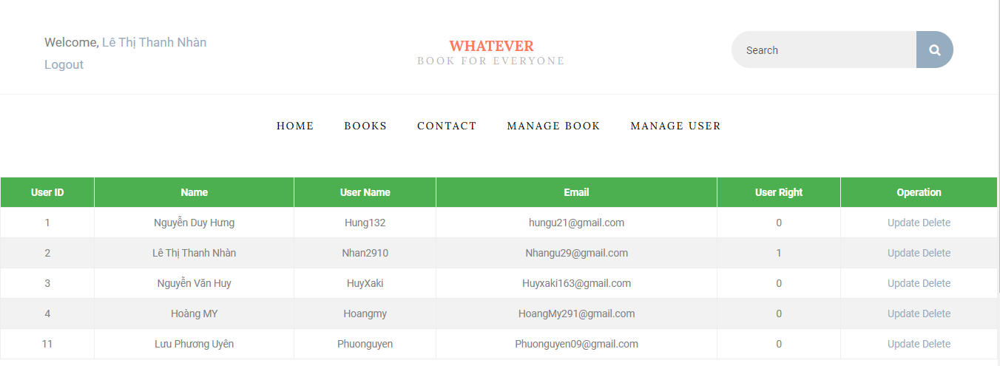 Welcome, Lê Thị Thanh Nhàn
Logout
WHATEVER
BOOK FOR EVERYONE
Search
HOME BOOKS CONTACT MANAGE BOOK MANAGE USER
User ID Name User Name Email User Right Operation
1 Nguyễn Duy Hưng Hung132 hungu21@gmail.com 0 Update Delete
2 Lê Thị Thanh Nhàn Nhan2910 Nhangu29@gmail.com 1 Update Delete
3 Nguyễn Văn Huy HuyXaki Huyxaki163@gmail.com 0 Update Delete
4 Hoàng MY Hoangmy HoangMy291@gmail.com 0 Update Delete
11 Lưu Phương Uyên Phuonguyen Phuonguyen09@gmail.com 0 Update Delete